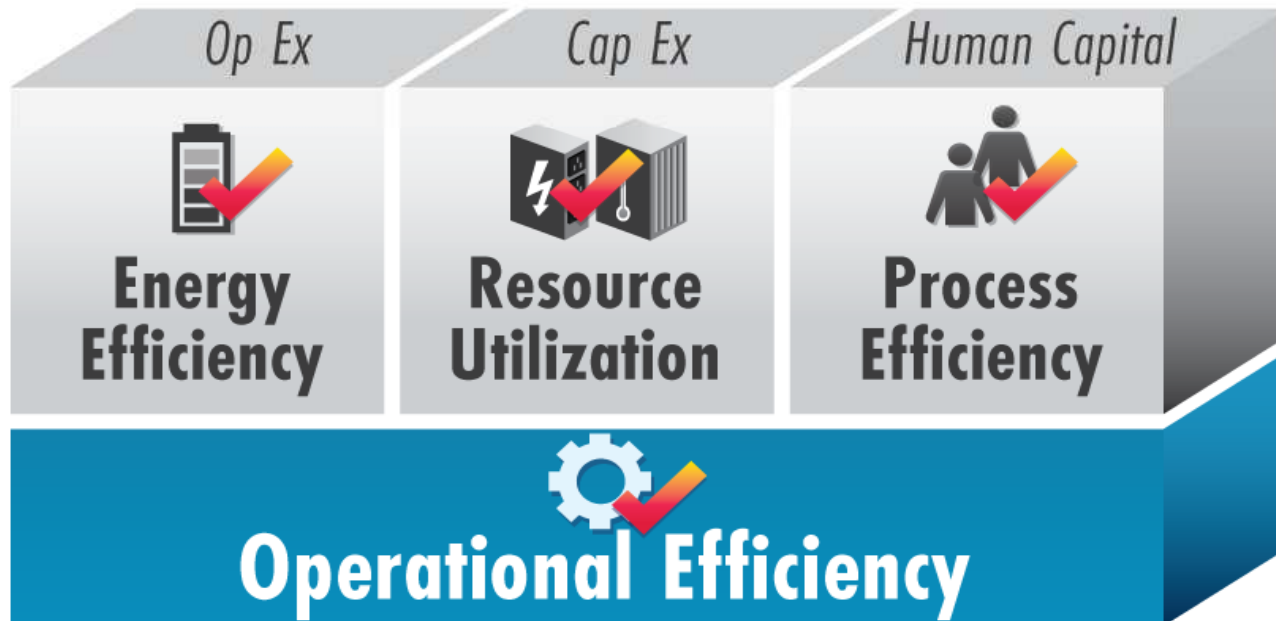 Op Ex
Cap Ex
Human Capital
Energy
Efficiency
Resource
Utilization
Process
Efficiency
Operational Efficiency